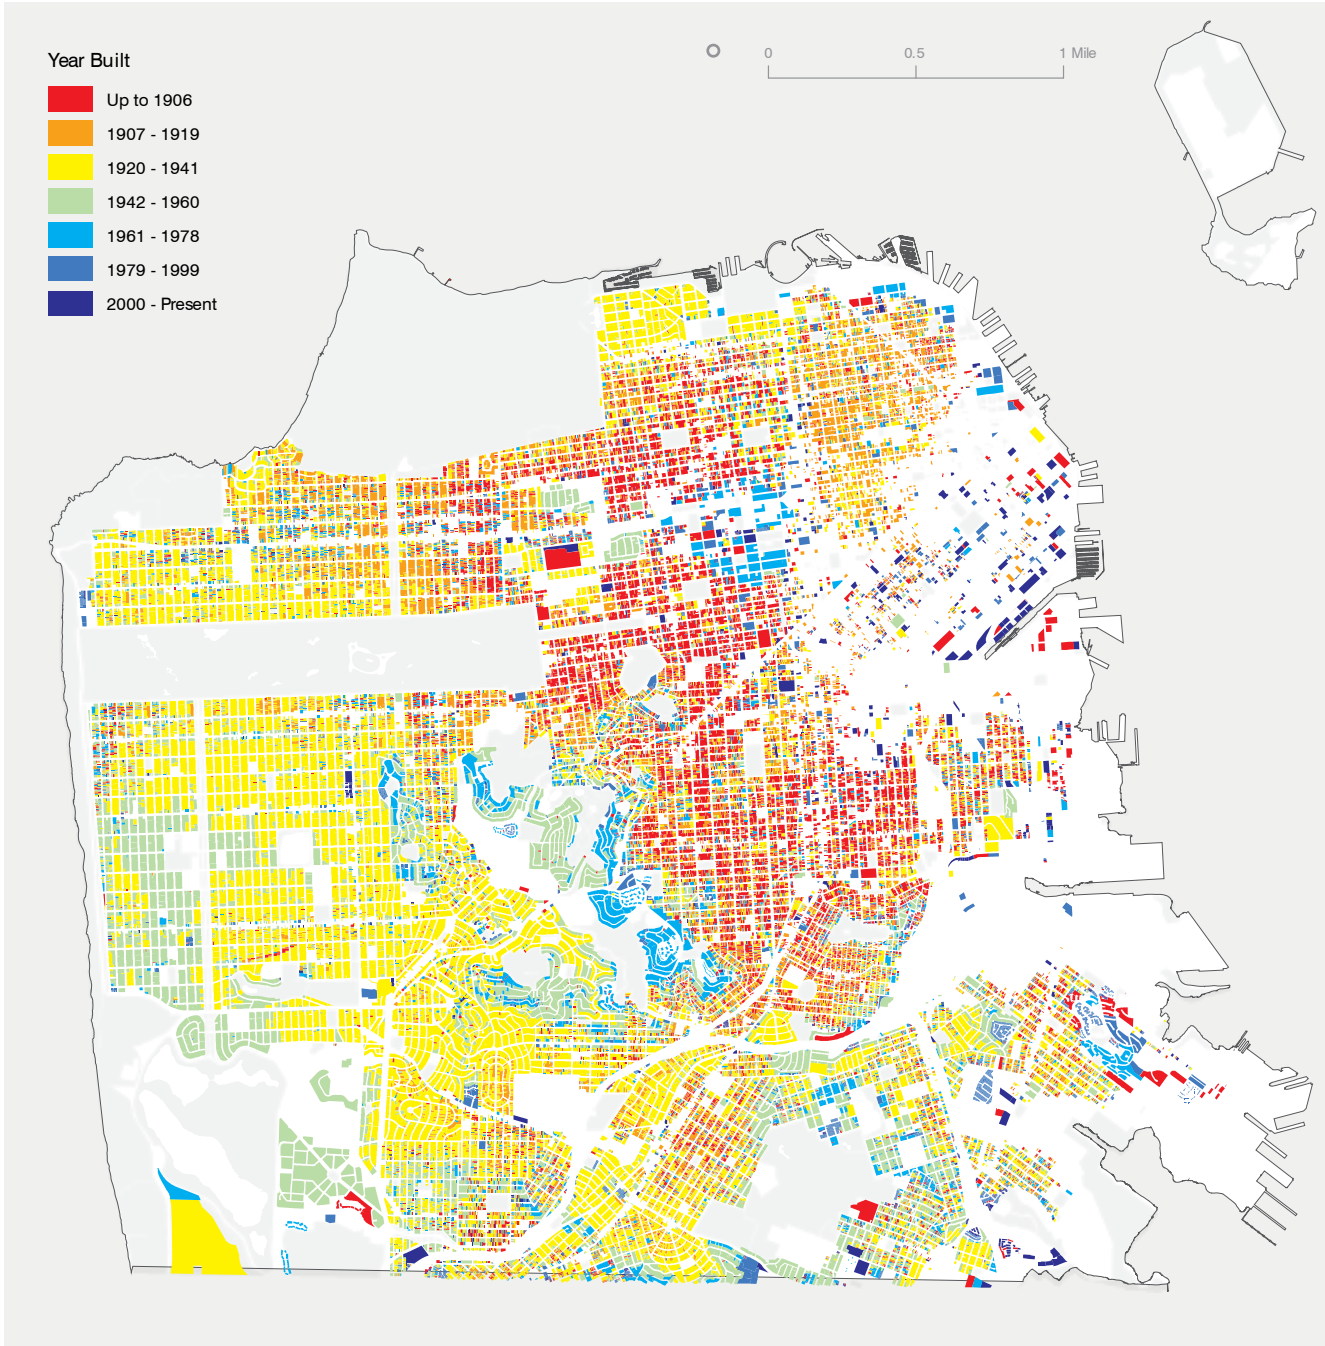 Year Built
Up to 1906
1907 - 1919
1920 - 1941
1942 - 1960
1961 - 1978
1979 - 1999
2000 - Present
0 0.5 1 Mile